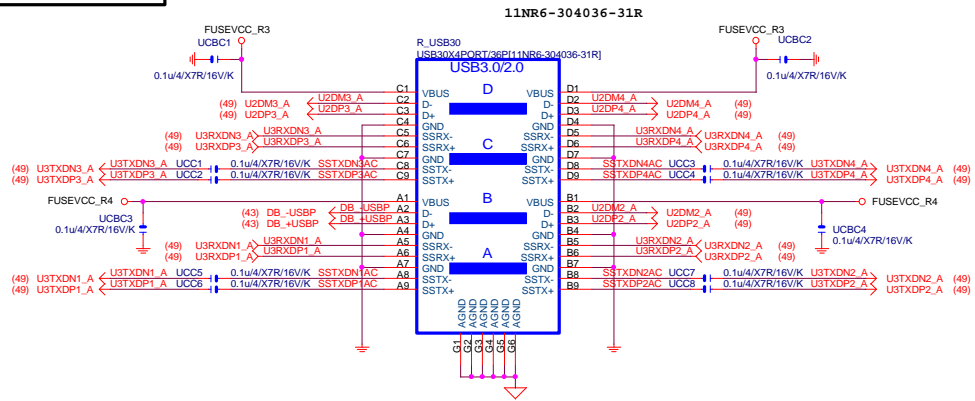 11NR6-304036-31R
FUSEVCC_R3
UCBC1
0.1u/4/X7R/16V/K
R_USB30
USB30X4PORT/36P[11NR6-304036-31R]
USB3.0/2.0
FUSEVCC_R3
UCBC2
0.1u/4/X7R/16V/K
C1 VBUS D VBUS D1
(49) U2DM3_A U2DM3_A C2 D- D- D2 U2DM4_A U2DM4_A (49)
(49) U2DP3_A U2DP3_A C3 D+ D+ D3 U2DP4_A U2DP4_A (49)
C4 GND GND D4
(49) U3RXDN3_A U3RXDN3_A C5 SSRX- SSRX- D5 U3RXDN4_A U3RXDN4_A (49)
(49) U3RXDP3_A U3RXDP3_A C6 SSRX+ C SSRX+ D6 U3RXDP4_A U3RXDP4_A (49)
C7 GND GND D7
(49) U3TXDN3_A U3TXDN3_A UCC1 0.1u/4/X7R/16V/K SSTXDN3AC C8 SSTX- SSTX- D8 SSTXDN4AC UCC3 0.1u/4/X7R/16V/K U3TXDN4_A U3TXDN4_A (49)
(49) U3TXDP3_A U3TXDP3_A UCC2 0.1u/4/X7R/16V/K SSTXDP3AC C9 SSTX+ SSTX+ D9 SSTXDP4AC UCC4 0.1u/4/X7R/16V/K U3TXDP4_A U3TXDP4_A (49)
FUSEVCC_R4 A1 VBUS B VBUS B1 FUSEVCC_R4
UCBC3
0.1u/4/X7R/16V/K
(43) DB_-USBP DB_-USBP A2 D- D- B2 U2DM2_A U2DM2_A (49)
(43) DB_+USBP DB_+USBP A3 D+ D+ B3 U2DP2_A U2DP2_A (49)
UCBC4
0.1u/4/X7R/16V/K
A4 GND GND B4
(49) U3RXDN1_A U3RXDN1_A A5 SSRX- SSRX- B5 U3RXDN2_A U3RXDN2_A (49)
(49) U3RXDP1_A U3RXDP1_A A6 SSRX+ A SSRX+ B6 U3RXDP2_A U3RXDP2_A (49)
A7 GND GND B7
(49) U3TXDN1_A U3TXDN1_A UCC5 0.1u/4/X7R/16V/K SSTXDN1AC A8 SSTX- SSTX- B8 SSTXDN2AC UCC7 0.1u/4/X7R/16V/K U3TXDN2_A U3TXDN2_A (49)
(49) U3TXDP1_A U3TXDP1_A UCC6 0.1u/4/X7R/16V/K SSTXDP1AC A9 SSTX+ SSTX+ B9 SSTXDP2AC UCC8 0.1u/4/X7R/16V/K U3TXDP2_A U3TXDP2_A (49)
AGND AGND AGND AGND AGND AGND
G1 G2 G3 G4 G5 G6